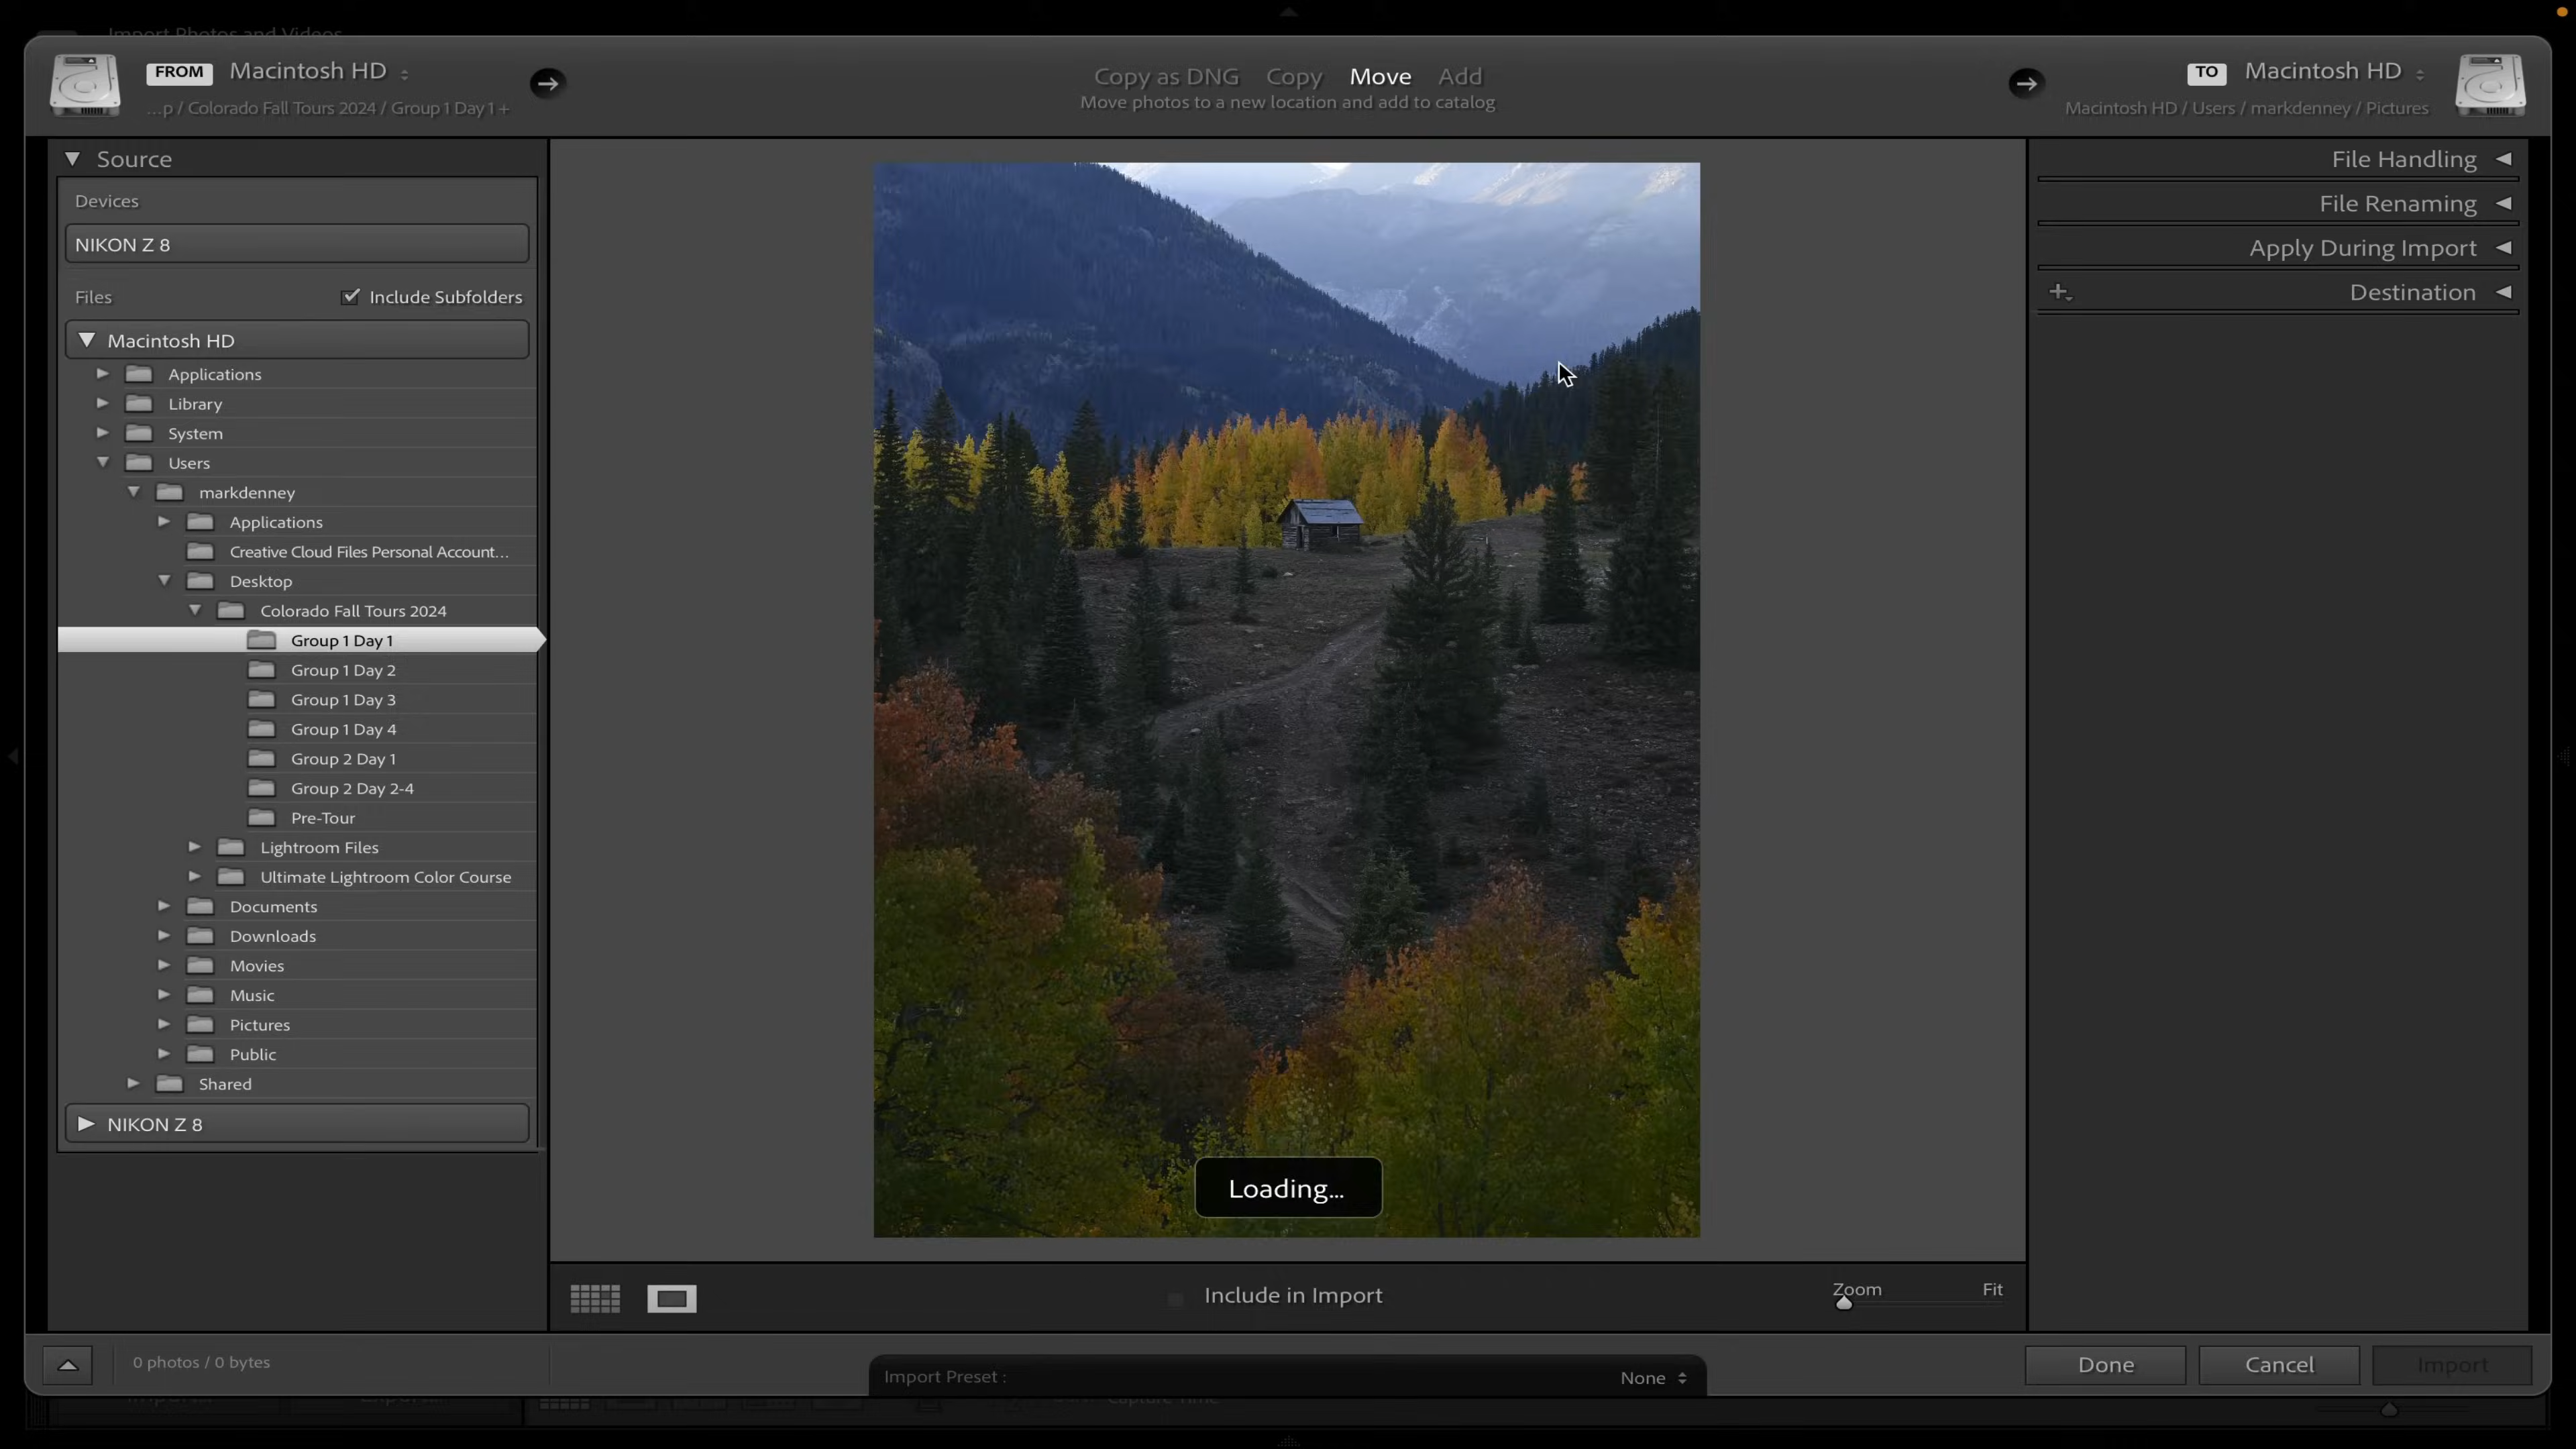 Import Photos and Videos
FROM Macintosh HD
...p / Colorado Fall Tours 2024 / Group 1 Day 1 +
Copy as DNG Copy Move Add
Move photos to a new location and add to catalog
TO Macintosh HD
Macintosh HD / Users / markdenney / Pictures
Source
Devices
NIKON Z 8
Files Include Subfolders
Macintosh HD
Applications
Library
System
Users
markdenney
Applications
Creative Cloud Files Personal Account...
Desktop
Colorado Fall Tours 2024
Group 1 Day 1
Group 1 Day 2
Group 1 Day 3
Group 1 Day 4
Group 2 Day 1
Group 2 Day 2-4
Pre-Tour
Lightroom Files
Ultimate Lightroom Color Course
Documents
Downloads
Movies
Music
Pictures
Public
Shared
NIKON Z 8
Loading...
Include in Import
Zoom Fit
File Handling
File Renaming
Apply During Import
Destination
0 photos / 0 bytes
Import Preset : None
Done Cancel Import
Capture Time